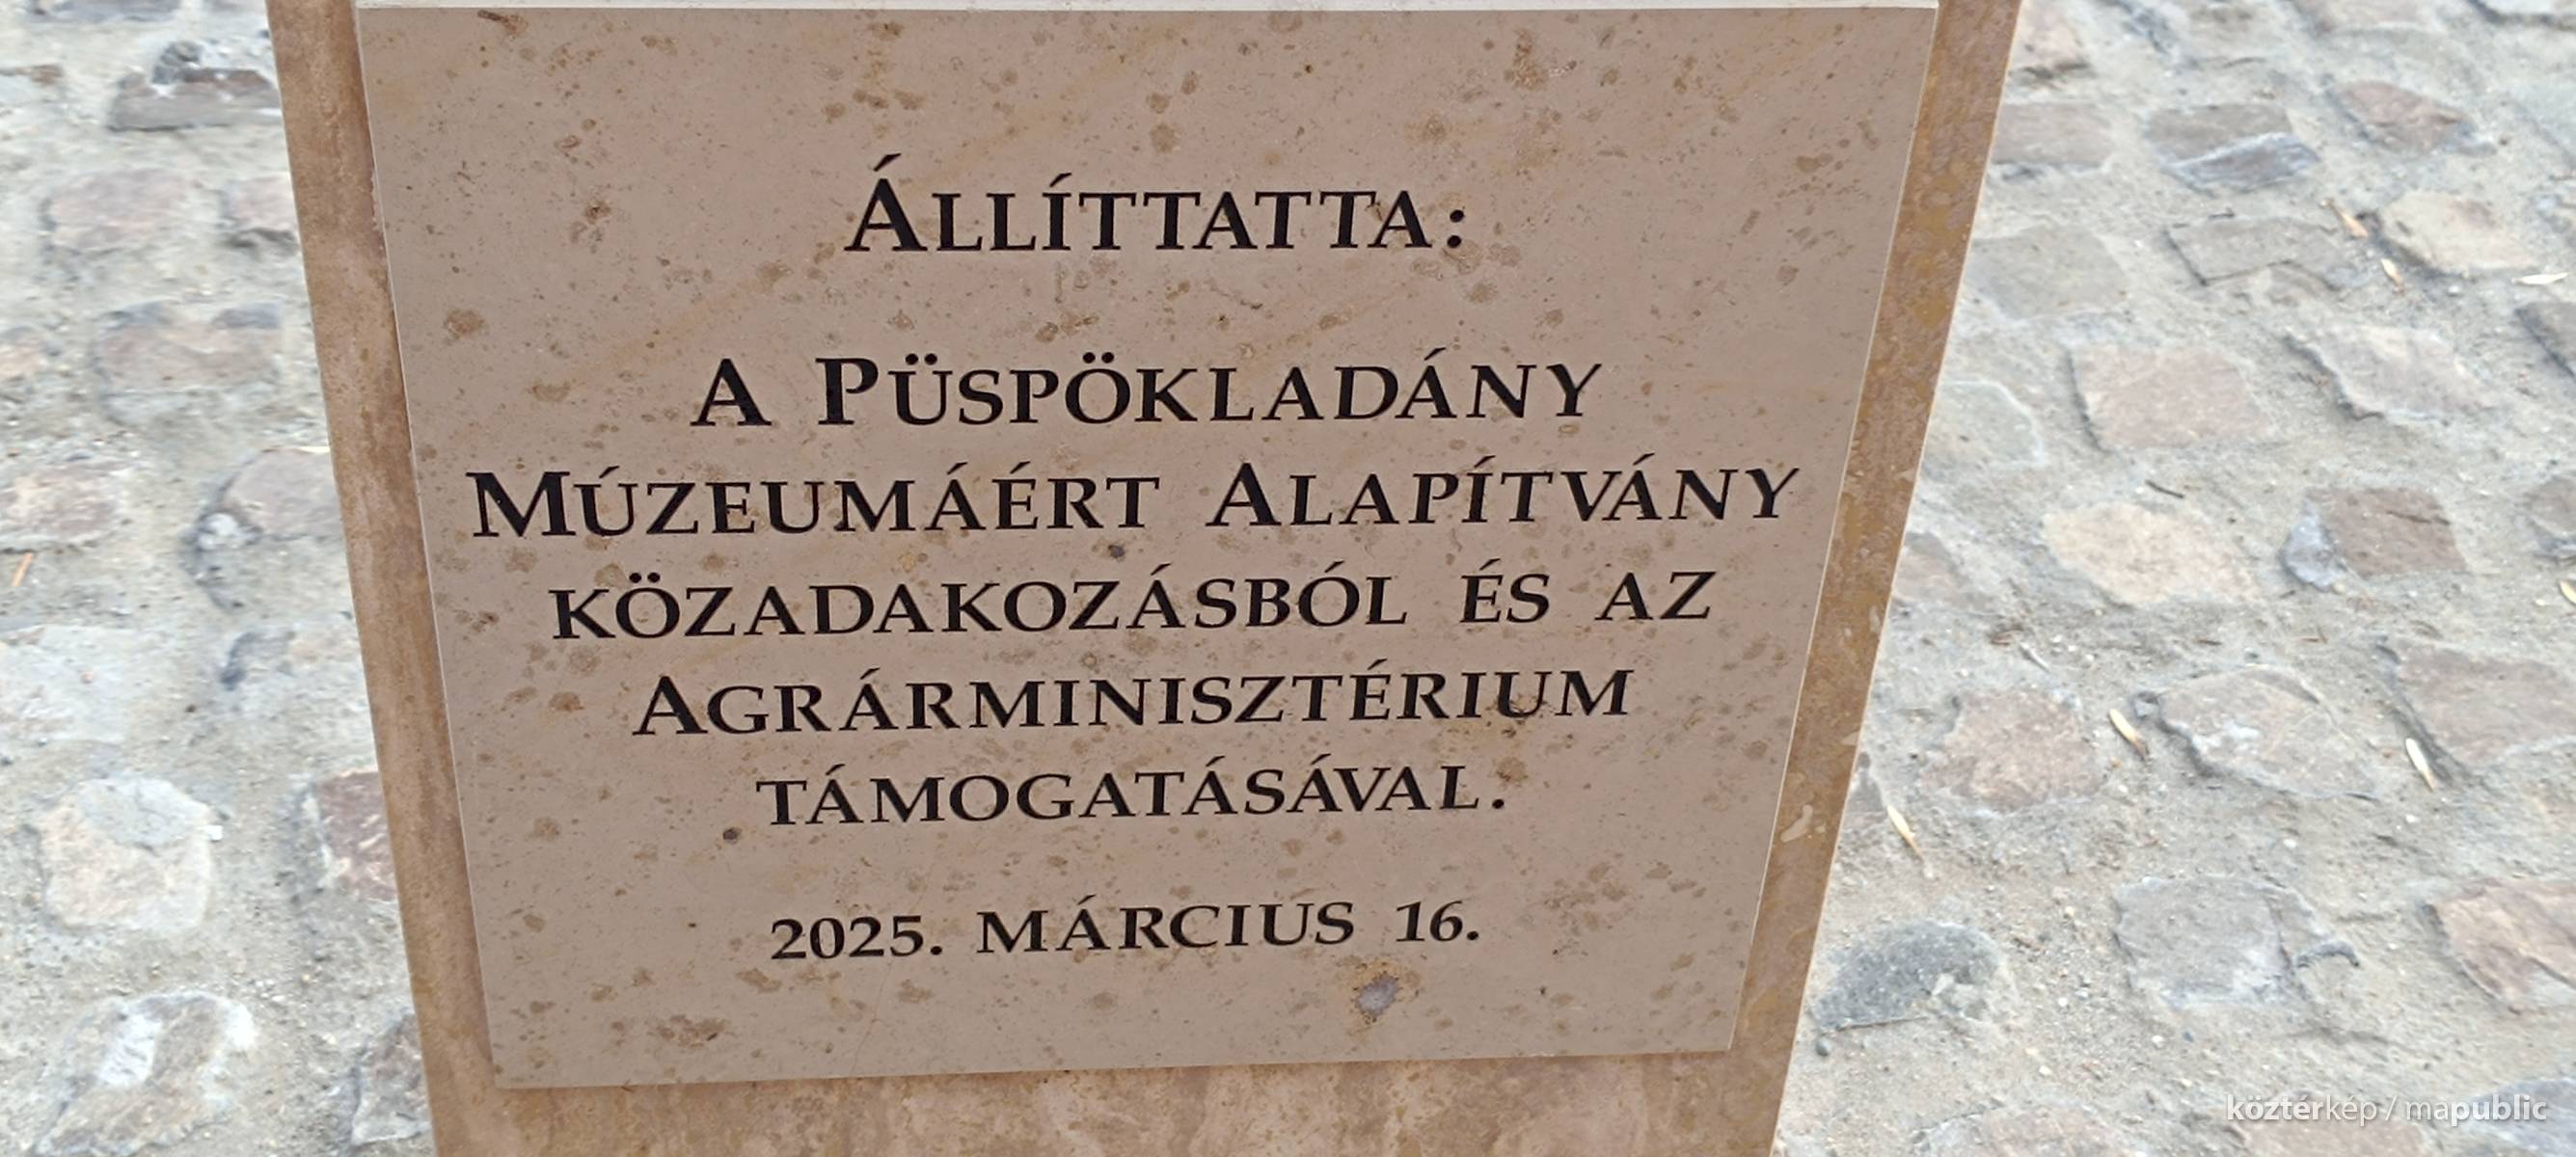 ÁLLÍTTATTA:
A PÜSPÖKLADÁNY
MÚZEUMÁÉRT ALAPÍTVÁNY
KÖZADAKOZÁSBÓL ÉS AZ
AGRÁRMINISZTÉRIUM
TÁMOGATÁSÁVAL.
2025. MÁRCIUS 16.
köztérkép / mapublic